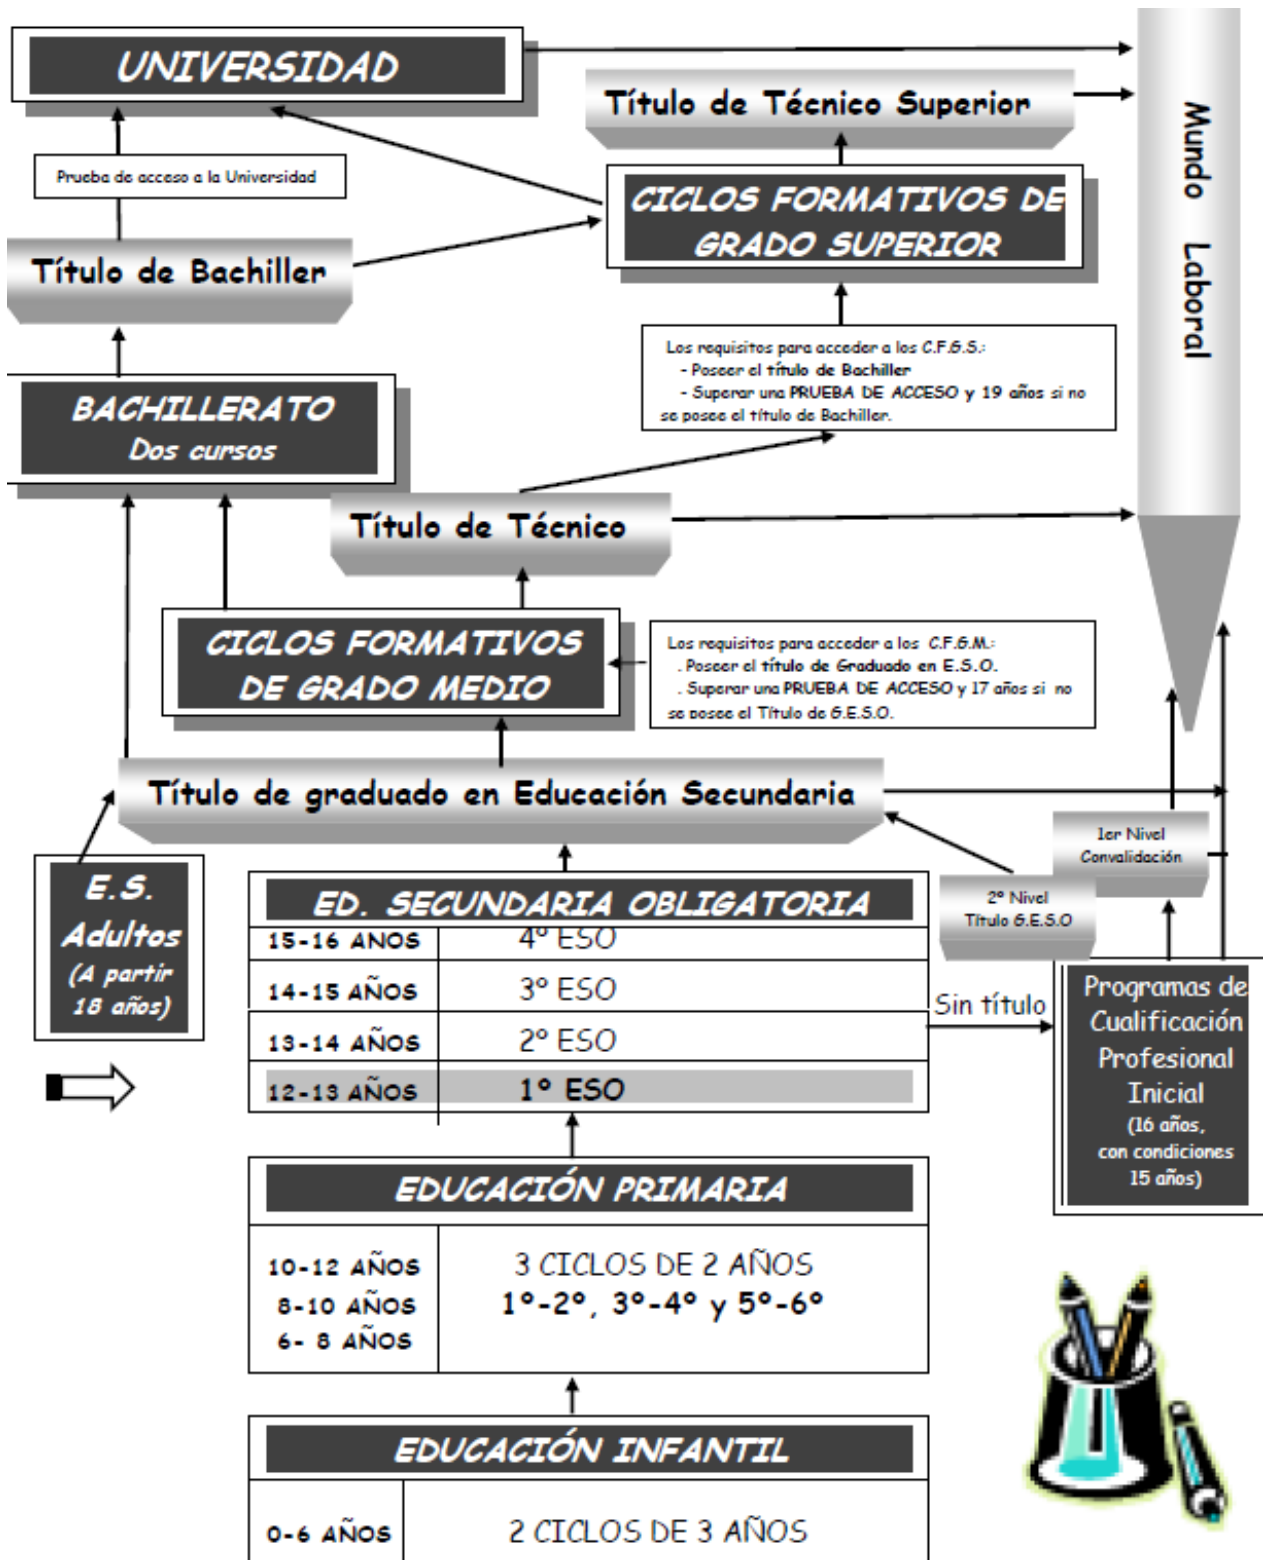 UNIVERSIDAD
Título de Técnico Superior
Mundo Laboral
Prueba de acceso a la Universidad
CICLOS FORMATIVOS DE
GRADO SUPERIOR
Título de Bachiller
Los requisitos para acceder a los C.F.G.S.:
- Poseer el título de Bachiller
- Superar una PRUEBA DE ACCESO y 19 años si no
se posee el título de Bachiller.
BACHILLERATO
Dos cursos
Título de Técnico
CICLOS FORMATIVOS
DE GRADO MEDIO
Los requisitos para acceder a los C.F.G.M.:
. Poseer el título de Graduado en E.S.O.
. Superar una PRUEBA DE ACCESO y 17 años si no
se posee el Título de G.E.S.O.
Título de graduado en Educación Secundaria
1er Nivel
Convalidación
2º Nivel
Título G.E.S.O
E.S.
Adultos
(A partir
18 años)
ED. SECUNDARIA OBLIGATORIA
15-16 AÑOS 4º ESO
14-15 AÑOS 3º ESO
13-14 AÑOS 2º ESO
12-13 AÑOS 1º ESO
Sin título
Programas de
Cualificación
Profesional
Inicial
(16 años,
con condiciones
15 años)
EDUCACIÓN PRIMARIA
10-12 AÑOS 3 CICLOS DE 2 AÑOS
8-10 AÑOS 1º-2º, 3º-4º y 5º-6º
6- 8 AÑOS
EDUCACIÓN INFANTIL
0-6 AÑOS 2 CICLOS DE 3 AÑOS